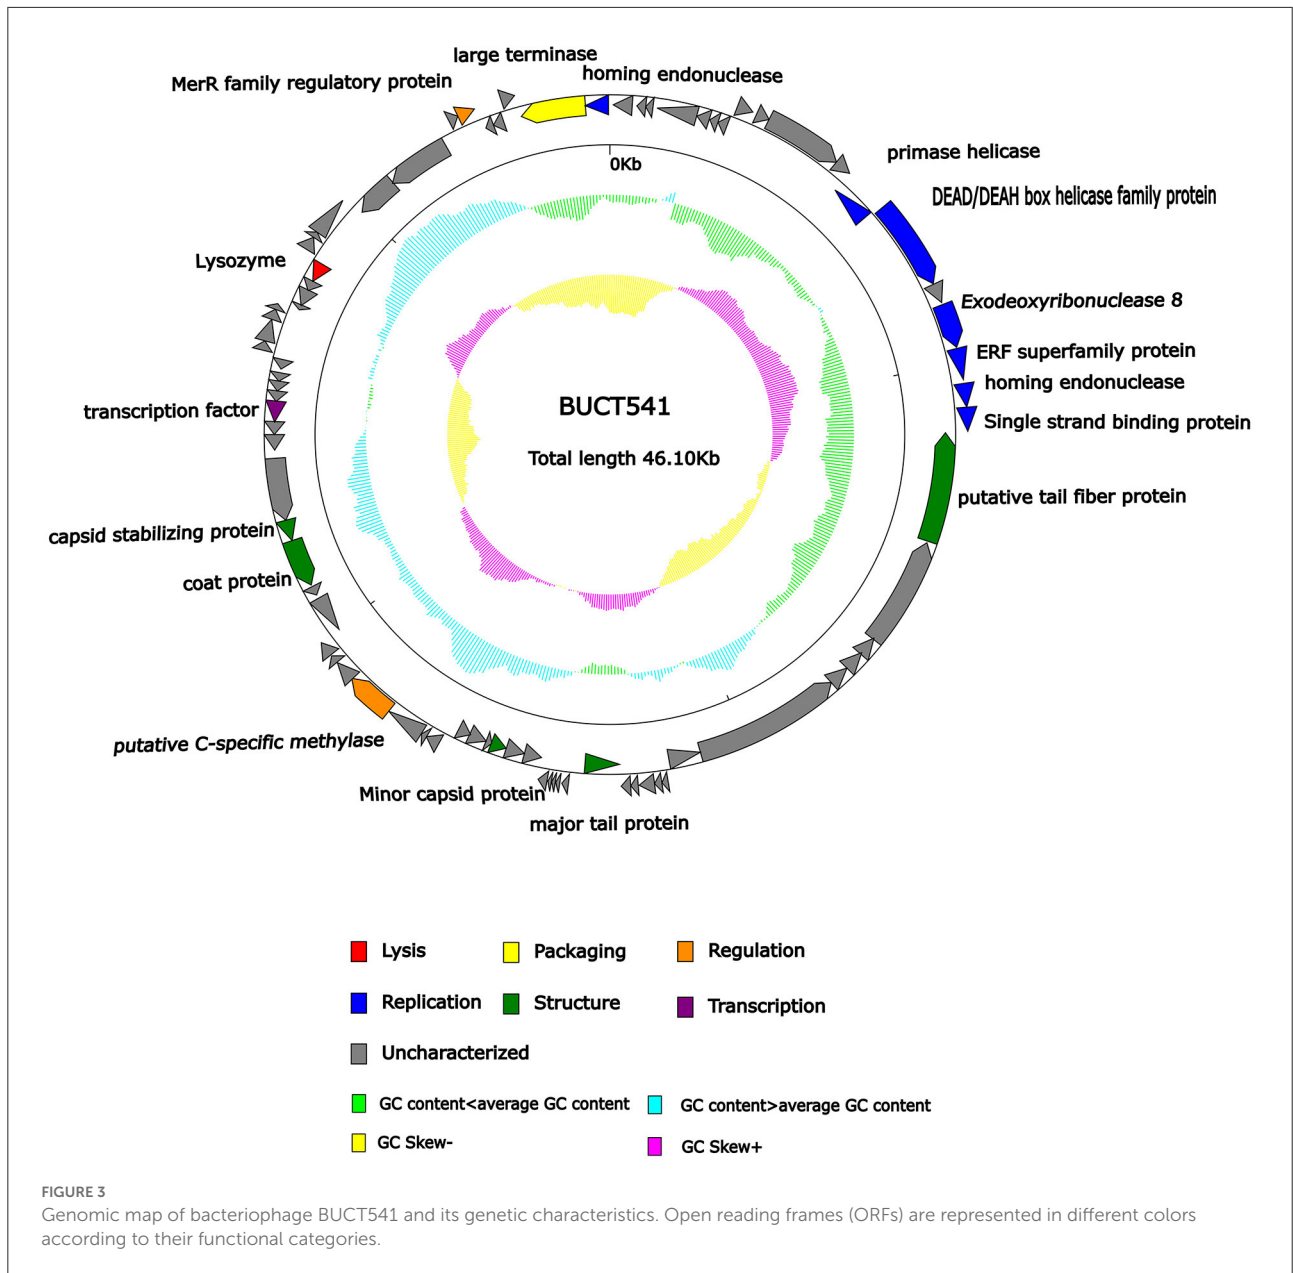 large terminase
homing endonuclease
MerR family regulatory protein
0Kb
primase helicase
DEAD/DEAH box helicase family protein
Lysozyme
Exodeoxyribonuclease 8
ERF superfamily protein
homing endonuclease
transcription factor
BUCT541
Single strand binding protein
Total length 46.10Kb
putative tail fiber protein
capsid stabilizing protein
coat protein
putative C-specific methylase
Minor capsid protein
major tail protein
Lysis Packaging Regulation
Replication Structure Transcription
Uncharacterized
GC content<average GC content GC content>average GC content
GC Skew- GC Skew+
FIGURE 3
Genomic map of bacteriophage BUCT541 and its genetic characteristics. Open reading frames (ORFs) are represented in different colors
according to their functional categories.